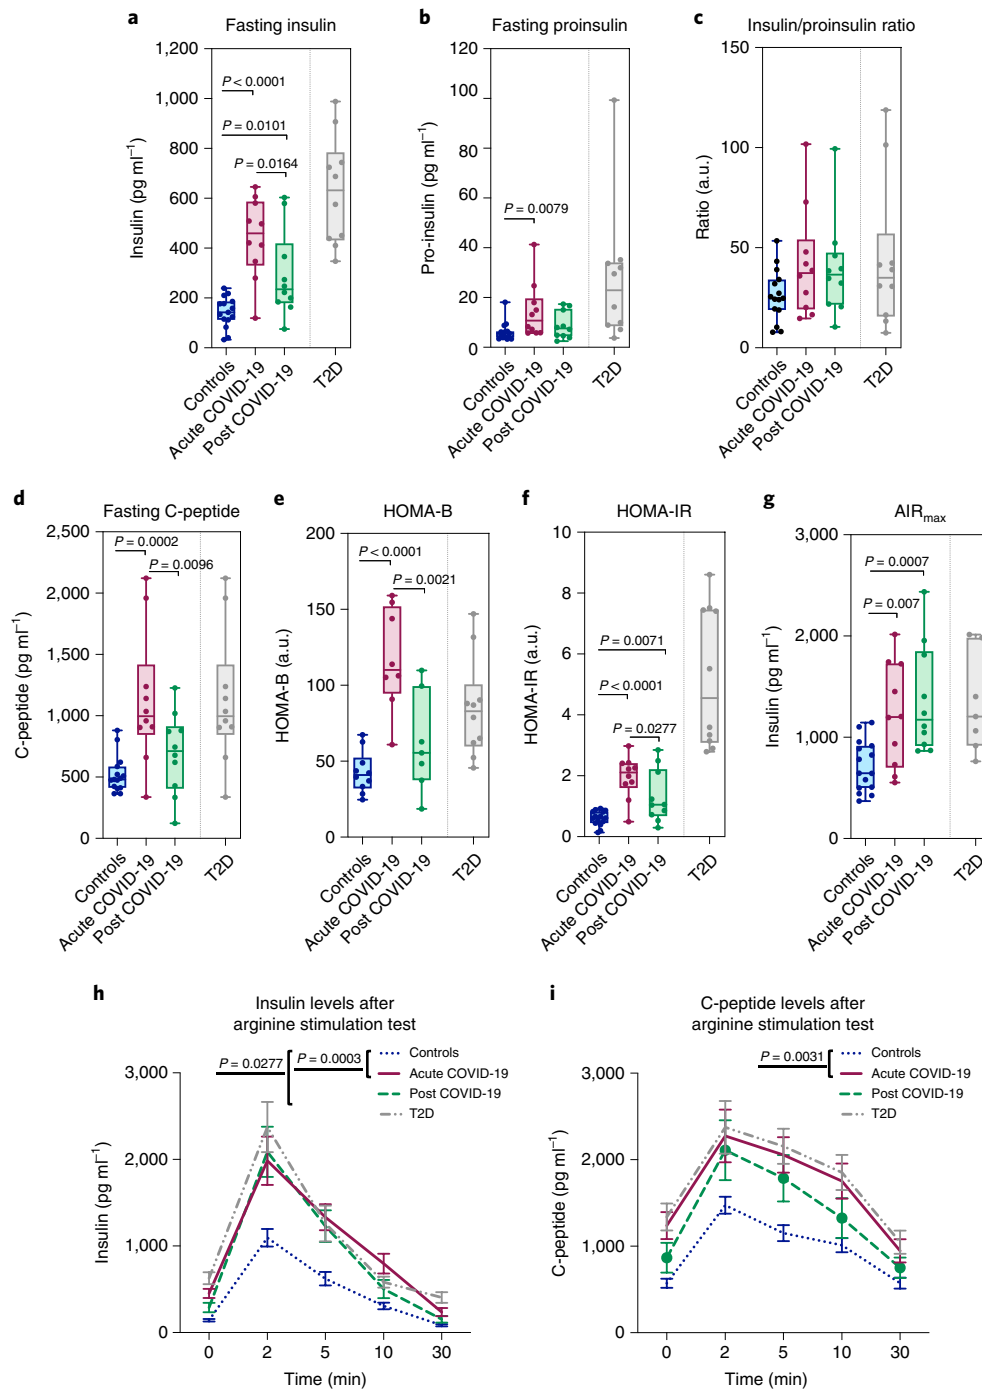 a Fasting insulin
1,200
1,000
800
600
400
200
0
Insulin (pg ml⁻¹)
P < 0.0001
P = 0.0101
P = 0.0164
Controls
Acute COVID-19
Post COVID-19
T2D
b Fasting proinsulin
120
100
80
60
40
20
0
Pro-insulin (pg ml⁻¹)
P = 0.0079
Controls
Acute COVID-19
Post COVID-19
T2D
c Insulin/proinsulin ratio
150
100
50
0
Ratio (a.u.)
Controls
Acute COVID-19
Post COVID-19
T2D
d Fasting C-peptide
2,500
2,000
1,500
1,000
500
0
C-peptide (pg ml⁻¹)
P = 0.0002
P = 0.0096
Controls
Acute COVID-19
Post COVID-19
T2D
e HOMA-B
200
150
100
50
0
HOMA-B (a.u.)
P < 0.0001
P = 0.0021
Controls
Acute COVID-19
Post COVID-19
T2D
f HOMA-IR
10
8
6
4
2
0
HOMA-IR (a.u.)
P = 0.0071
P < 0.0001
P = 0.0277
Controls
Acute COVID-19
Post COVID-19
T2D
g AIRmax
3,000
2,000
1,000
0
Insulin (pg ml⁻¹)
P = 0.0007
P = 0.007
Controls
Acute COVID-19
Post COVID-19
T2D
h Insulin levels after
arginine stimulation test
P = 0.0277
P = 0.0003
Controls
Acute COVID-19
Post COVID-19
T2D
3,000
2,000
1,000
0
Insulin (pg ml⁻¹)
0 2 5 10 30
Time (min)
i C-peptide levels after
arginine stimulation test
P = 0.0031
Controls
Acute COVID-19
Post COVID-19
T2D
3,000
2,000
1,000
0
C-peptide (pg ml⁻¹)
0 2 5 10 30
Time (min)